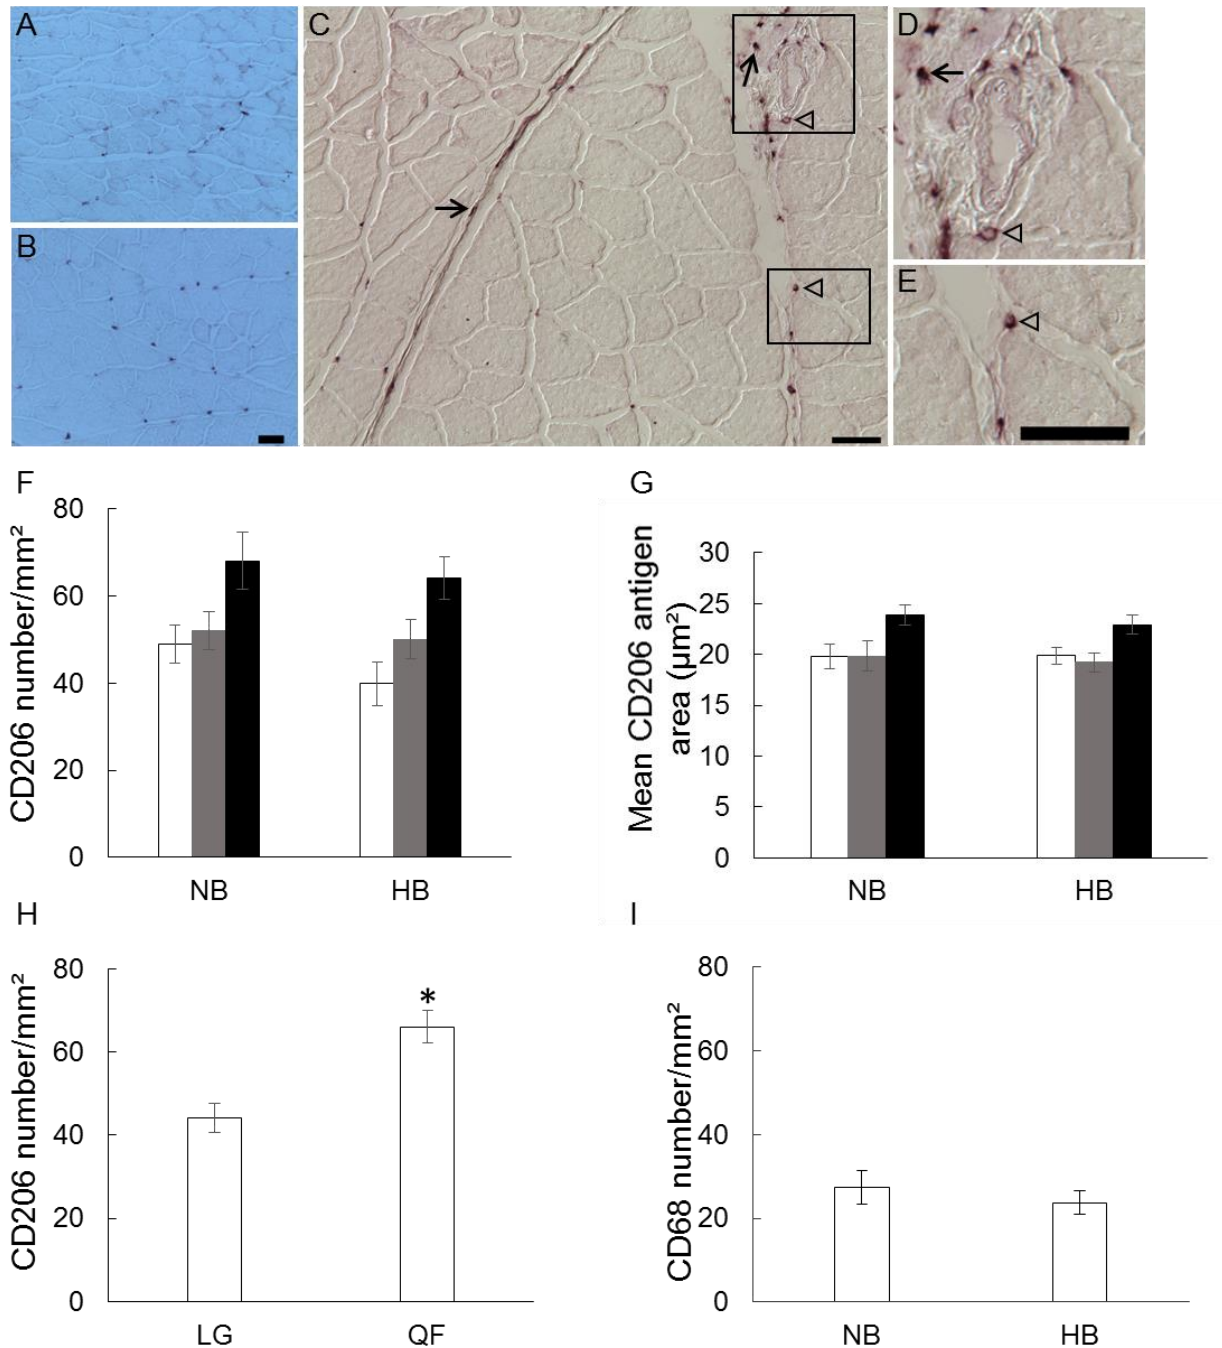 A
B
C
D
E
F
CD206 number/mm²
80
60
40
20
0
NB HB
G
Mean CD206 antigen
area (µm²)
30
25
20
15
10
5
0
NB HB
H
CD206 number/mm²
80
60
40
20
0
*
LG QF
I
CD68 number/mm²
80
60
40
20
0
NB HB